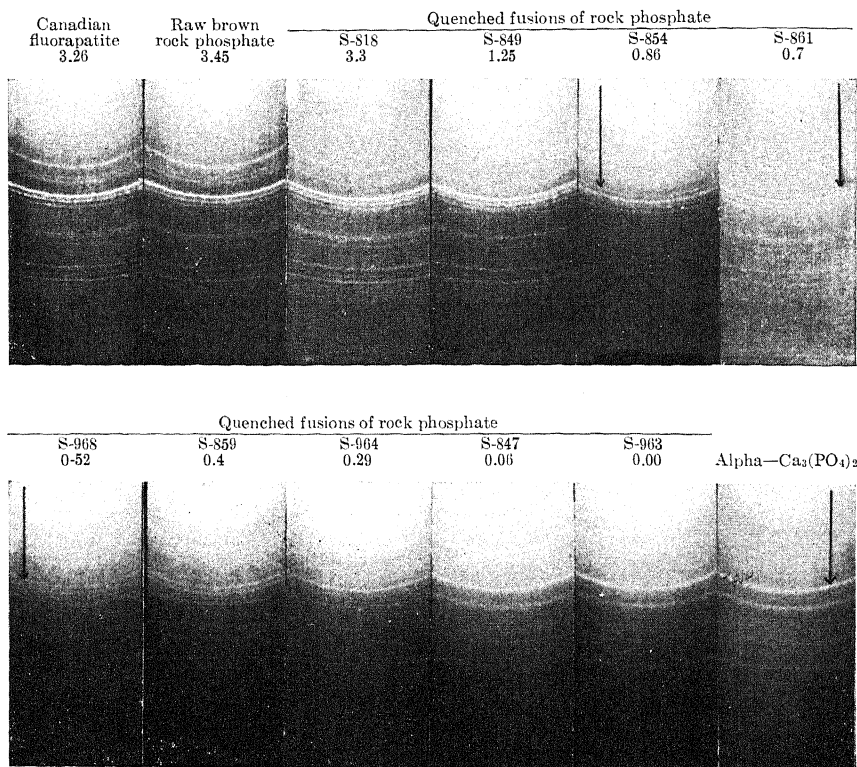 Canadian
fluorapatite
3.26
Raw brown
rock phosphate
3.45
Quenched fusions of rock phosphate
S-818
3.3
S-849
1.25
S-854
0.86
S-861
0.7
Quenched fusions of rock phosphate
S-968
0-52
S-859
0.4
S-964
0.29
S-847
0.06
S-963
0.00
Alpha—Ca₃(PO₄)₂